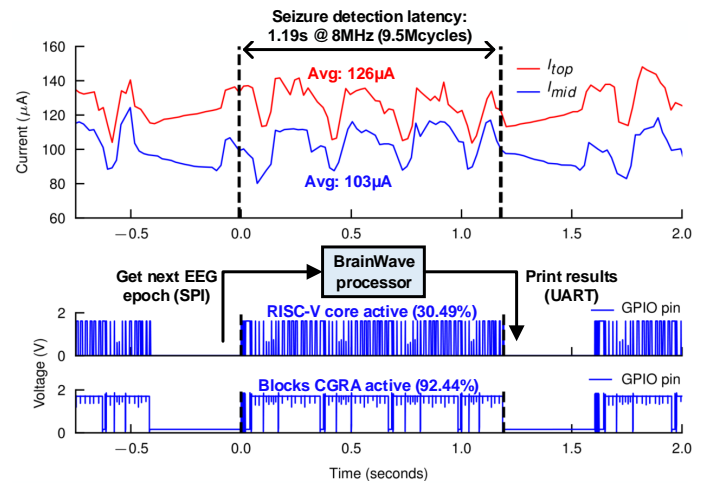 Seizure detection latency:
1.19s @ 8MHz (9.5Mcycles)
160
140
120
100
80
60
Current (μA)
Avg: 126μA
Avg: 103μA
I_top
I_mid
−0.5
0.0
0.5
1.0
1.5
2.0
Get next EEG
epoch (SPI)
BrainWave
processor
Print results
(UART)
RISC-V core active (30.49%)
GPIO pin
2
0
Voltage (V)
Blocks CGRA active (92.44%)
GPIO pin
2
0
−0.5
0.0
0.5
1.0
1.5
2.0
Time (seconds)